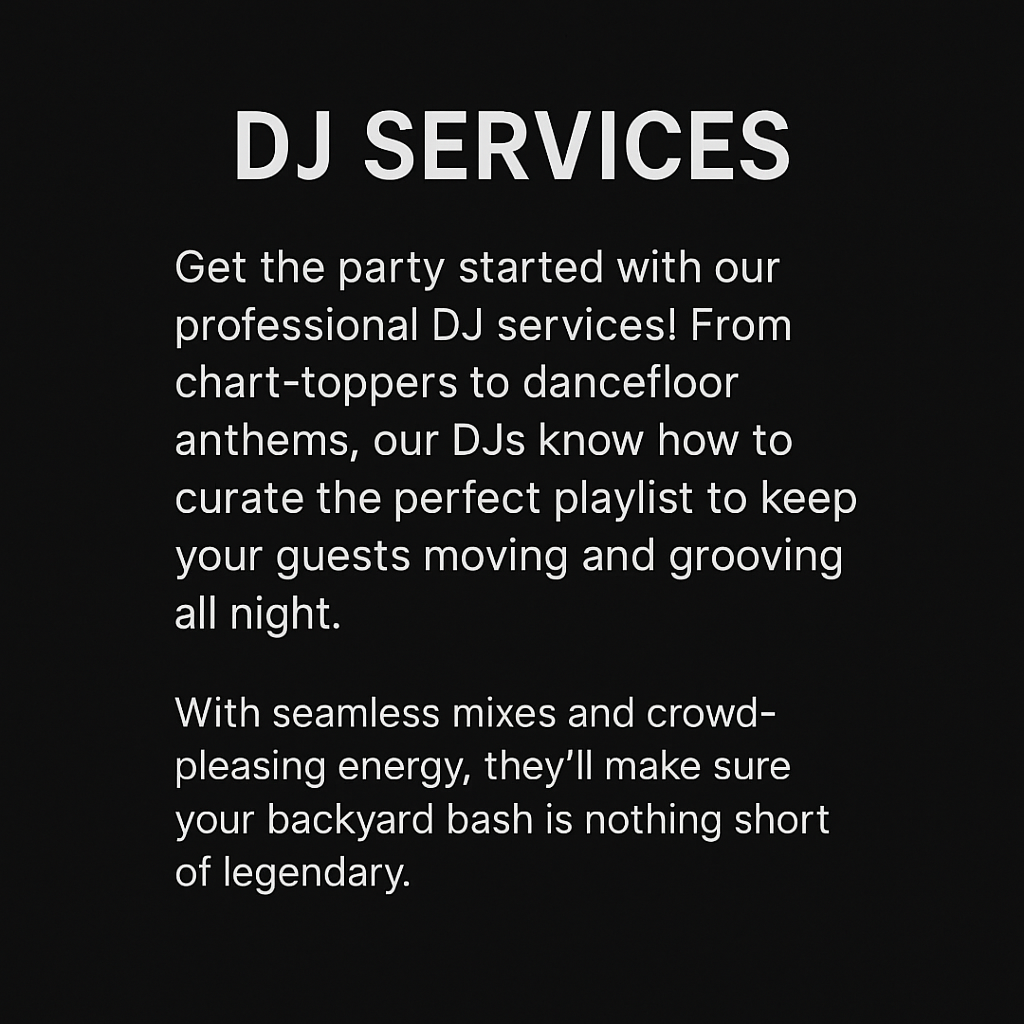 DJ SERVICES
Get the party started with our
professional DJ services! From
chart-toppers to dancefloor
anthems, our DJs know how to
curate the perfect playlist to keep
your guests moving and grooving
all night.
With seamless mixes and crowd-
pleasing energy, they’ll make sure
your backyard bash is nothing short
of legendary.